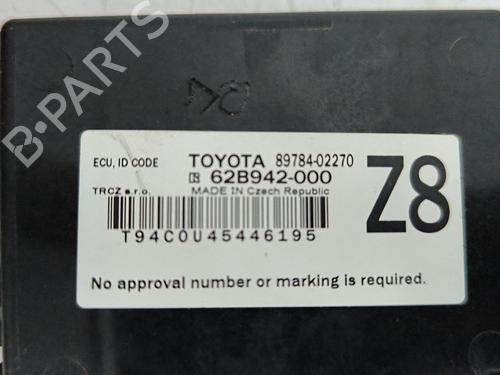 B-PARTS
ECU, ID CODE TOYOTA 89784-02270
62B942-000 Z8
TRCZ s.r.o. MADE IN Czech Republic
T94C0U45446195
No approval number or marking is required.